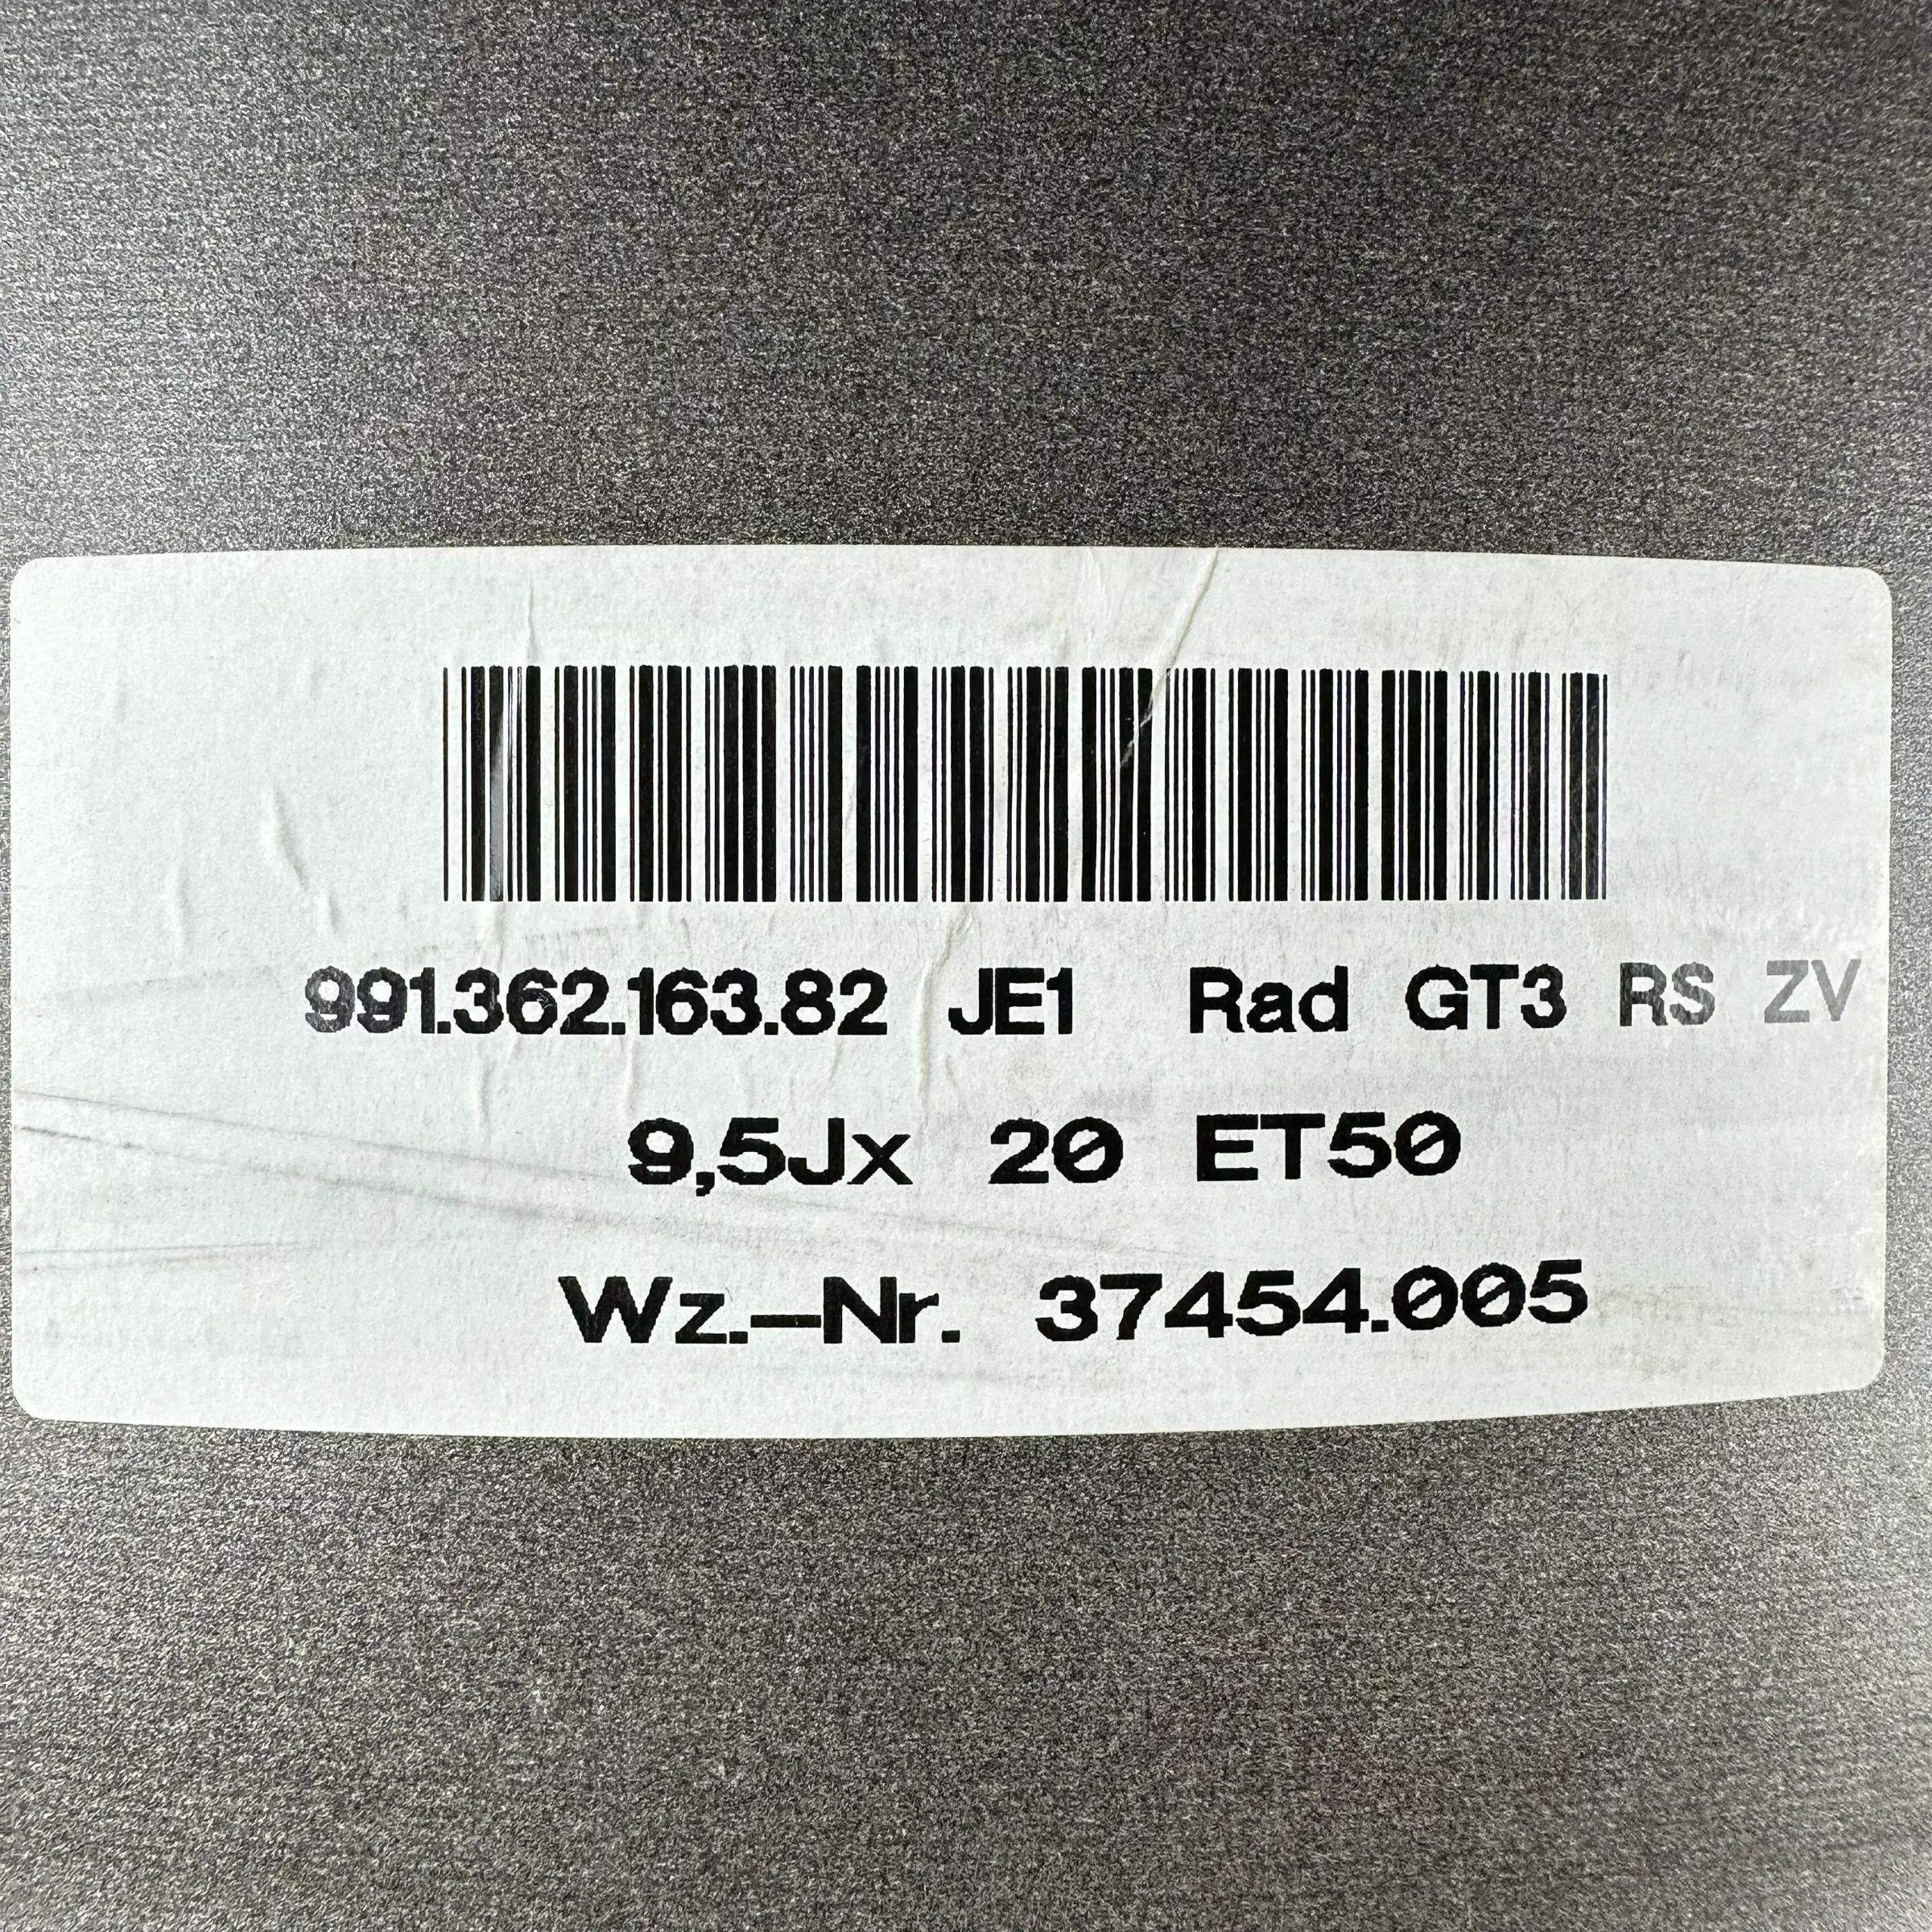 991.362.163.82 JE1 Rad GT3 RS ZV
9,5Jx 20 ET50
Wz.-Nr. 37454.005